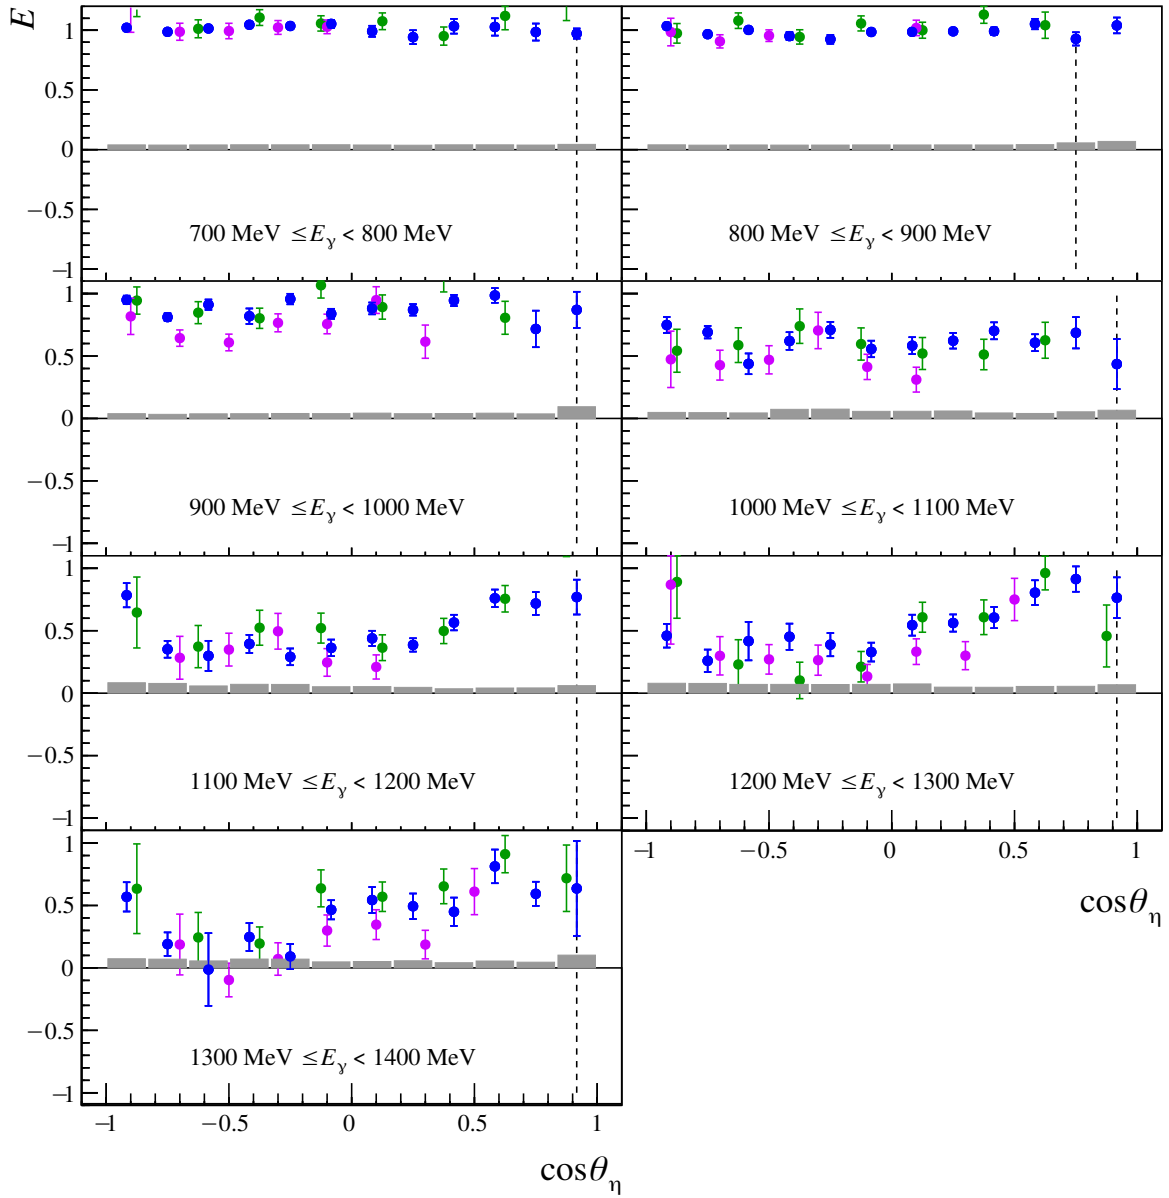 E
1
0.5
0
−0.5
−1
700 MeV ≤ E_γ < 800 MeV
800 MeV ≤ E_γ < 900 MeV
1
0.5
0
−0.5
−1
900 MeV ≤ E_γ < 1000 MeV
1000 MeV ≤ E_γ < 1100 MeV
1
0.5
0
−0.5
−1
1100 MeV ≤ E_γ < 1200 MeV
1200 MeV ≤ E_γ < 1300 MeV
−1 −0.5 0 0.5 1
cosθ_η
1
0.5
0
−0.5
−1
1300 MeV ≤ E_γ < 1400 MeV
−1 −0.5 0 0.5 1
cosθ_η